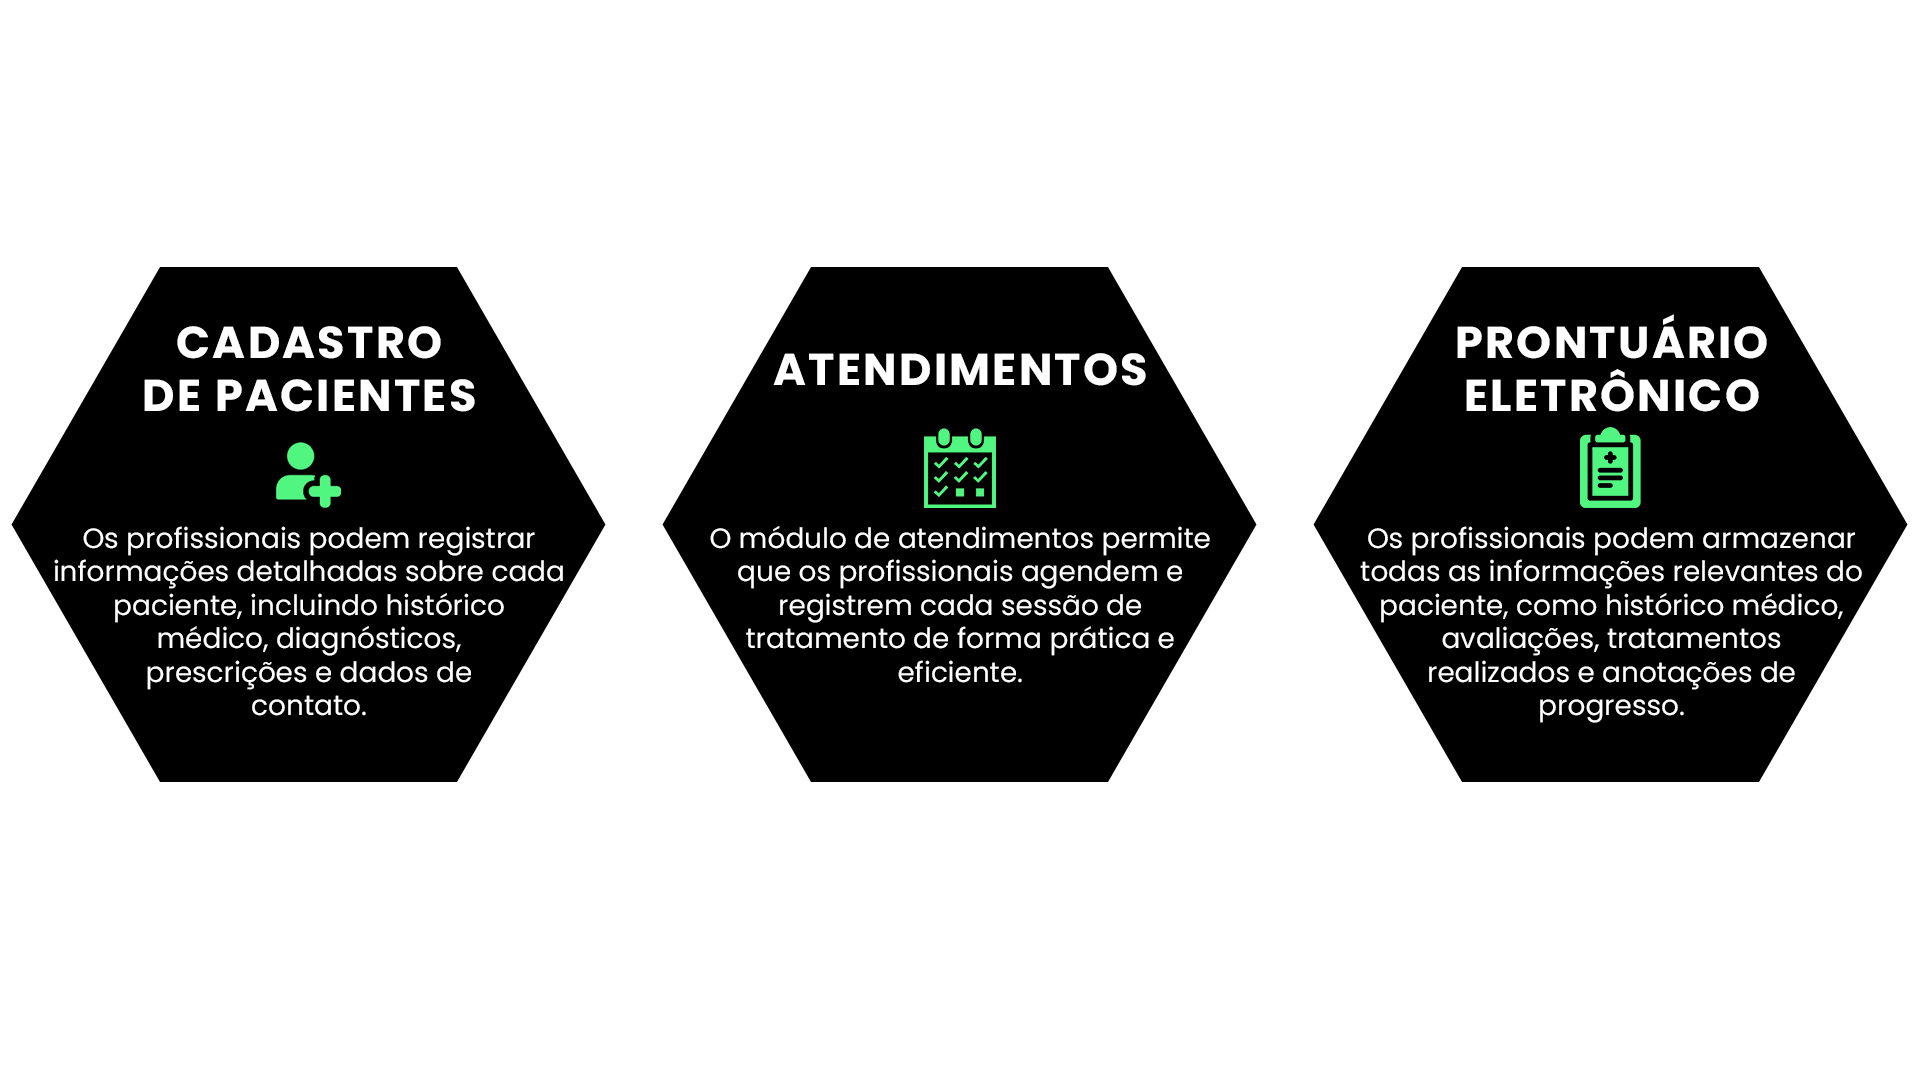 CADASTRO
DE PACIENTES
Os profissionais podem registrar
informações detalhadas sobre cada
paciente, incluindo histórico
médico, diagnósticos,
prescrições e dados de
contato.
ATENDIMENTOS
O módulo de atendimentos permite
que os profissionais agendem e
registrem cada sessão de
tratamento de forma prática e
eficiente.
PRONTUÁRIO
ELETRÔNICO
Os profissionais podem armazenar
todas as informações relevantes do
paciente, como histórico médico,
avaliações, tratamentos
realizados e anotações de
progresso.